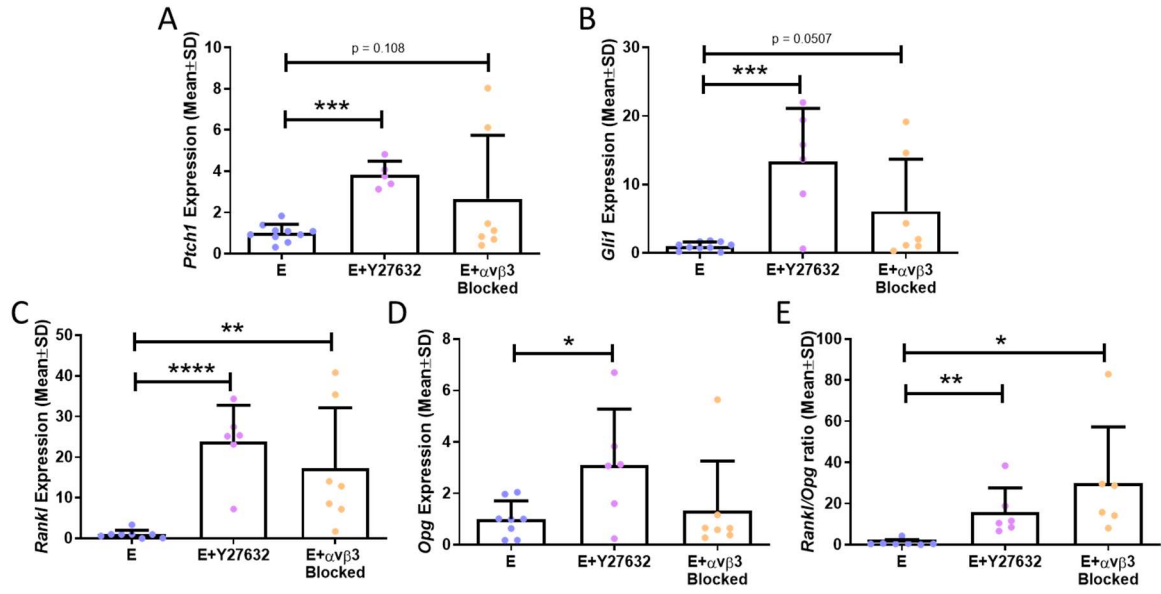 A
Ptch1 Expression (Mean±SD)
10
8
6
4
2
0
p = 0.108
***
E
E+Y27632
E+αvβ3
Blocked
B
Gli1 Expression (Mean±SD)
30
20
10
0
p = 0.0507
***
E
E+Y27632
E+αvβ3
Blocked
C
Rankl Expression (Mean±SD)
50
40
30
20
10
0
**
****
E
E+Y27632
E+αvβ3
Blocked
D
Opg Expression (Mean±SD)
8
6
4
2
0
*
E
E+Y27632
E+αvβ3
Blocked
E
Rankl/Opg ratio (Mean±SD)
100
80
60
40
20
0
*
**
E
E+Y27632
E+αvβ3
Blocked